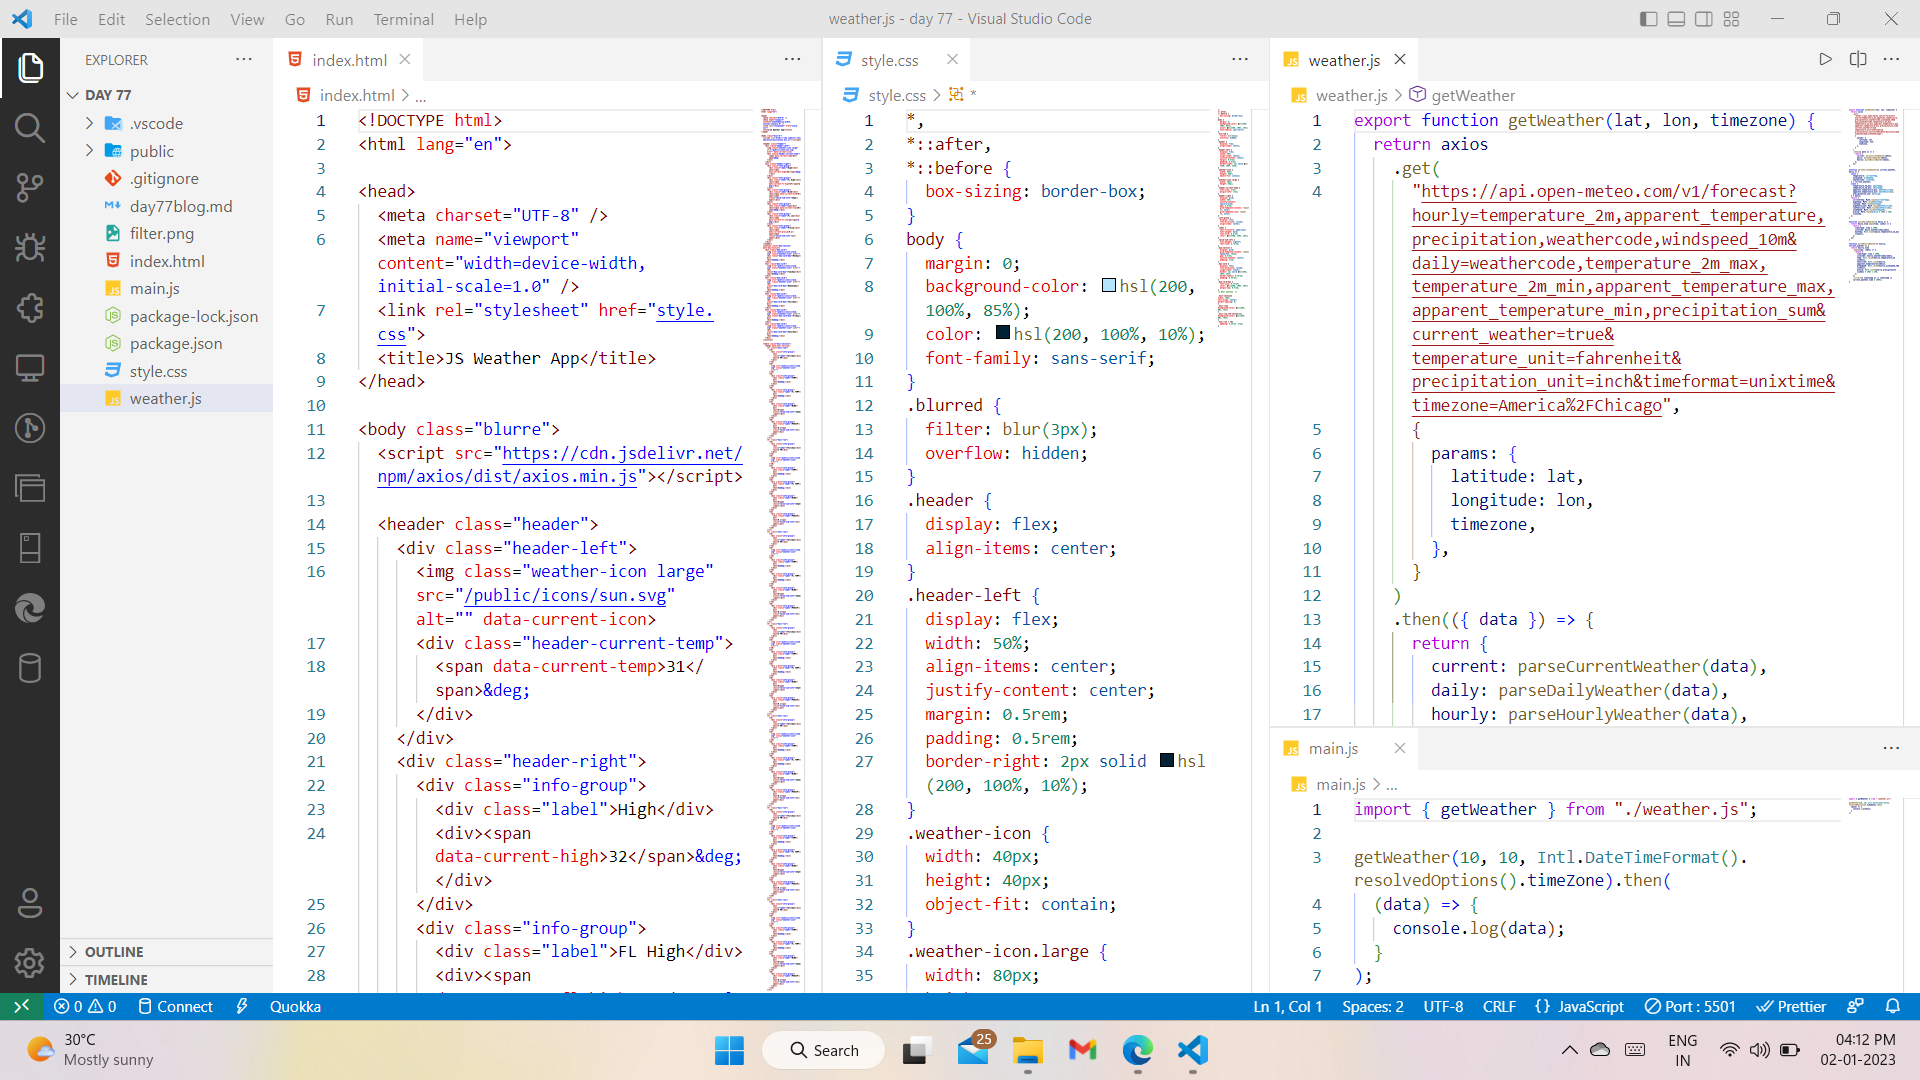 File Edit Selection View Go Run Terminal Help
weather.js - day 77 - Visual Studio Code
EXPLORER
DAY 77
.vscode
public
.gitignore
day77blog.md
filter.png
index.html
main.js
package-lock.json
package.json
style.css
weather.js
OUTLINE
TIMELINE
index.html
index.html > ...
1 <!DOCTYPE html>
2 <html lang="en">
3
4 <head>
5 <meta charset="UTF-8" />
6 <meta name="viewport"
content="width=device-width,
initial-scale=1.0" />
7 <link rel="stylesheet" href="style.
css">
8 <title>JS Weather App</title>
9 </head>
10
11 <body class="blurre">
12 <script src="https://cdn.jsdelivr.net/
npm/axios/dist/axios.min.js"></script>
13
14 <header class="header">
15 <div class="header-left">
16 <img class="weather-icon large"
src="/public/icons/sun.svg"
alt="" data-current-icon>
17 <div class="header-current-temp">
18 <span data-current-temp>31</
span>&deg;
19 </div>
20 </div>
21 <div class="header-right">
22 <div class="info-group">
23 <div class="label">High</div>
24 <div><span
data-current-high>32</span>&deg;
</div>
25 </div>
26 <div class="info-group">
27 <div class="label">FL High</div>
28 <div><span
style.css
style.css > *
1 *,
2 *::after,
3 *::before {
4 box-sizing: border-box;
5 }
6 body {
7 margin: 0;
8 background-color: hsl(200,
100%, 85%);
9 color: hsl(200, 100%, 10%);
10 font-family: sans-serif;
11 }
12 .blurred {
13 filter: blur(3px);
14 overflow: hidden;
15 }
16 .header {
17 display: flex;
18 align-items: center;
19 }
20 .header-left {
21 display: flex;
22 width: 50%;
23 align-items: center;
24 justify-content: center;
25 margin: 0.5rem;
26 padding: 0.5rem;
27 border-right: 2px solid hsl
(200, 100%, 10%);
28 }
29 .weather-icon {
30 width: 40px;
31 height: 40px;
32 object-fit: contain;
33 }
34 .weather-icon.large {
35 width: 80px;
JS weather.js
JS weather.js > getWeather
1 export function getWeather(lat, lon, timezone) {
2 return axios
3 .get(
4 "https://api.open-meteo.com/v1/forecast?
hourly=temperature_2m,apparent_temperature,
precipitation,weathercode,windspeed_10m&
daily=weathercode,temperature_2m_max,
temperature_2m_min,apparent_temperature_max,
apparent_temperature_min,precipitation_sum&
current_weather=true&
temperature_unit=fahrenheit&
precipitation_unit=inch&timeformat=unixtime&
timezone=America%2FChicago",
5 {
6 params: {
7 latitude: lat,
8 longitude: lon,
9 timezone,
10 },
11 }
12 )
13 .then(({ data }) => {
14 return {
15 current: parseCurrentWeather(data),
16 daily: parseDailyWeather(data),
17 hourly: parseHourlyWeather(data),
JS main.js
JS main.js > ...
1 import { getWeather } from "./weather.js";
2
3 getWeather(10, 10, Intl.DateTimeFormat().
resolvedOptions().timeZone).then(
4 (data) => {
5 console.log(data);
6 }
7 );
0 0 Connect Quokka
Ln 1, Col 1 Spaces: 2 UTF-8 CRLF {} JavaScript Port : 5501 Prettier
30°C
Mostly sunny
Search
25
ENG
IN
04:12 PM
02-01-2023